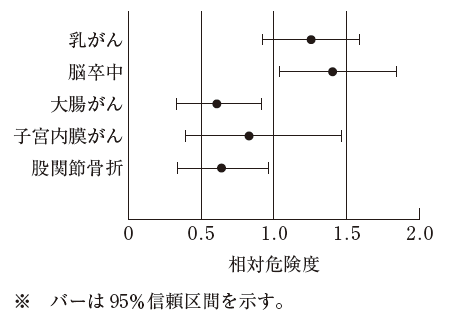 乳がん
脳卒中
大腸がん
子宮内膜がん
股関節骨折
0 0.5 1.0 1.5 2.0
相対危険度
※ バーは95%信頼区間を示す。